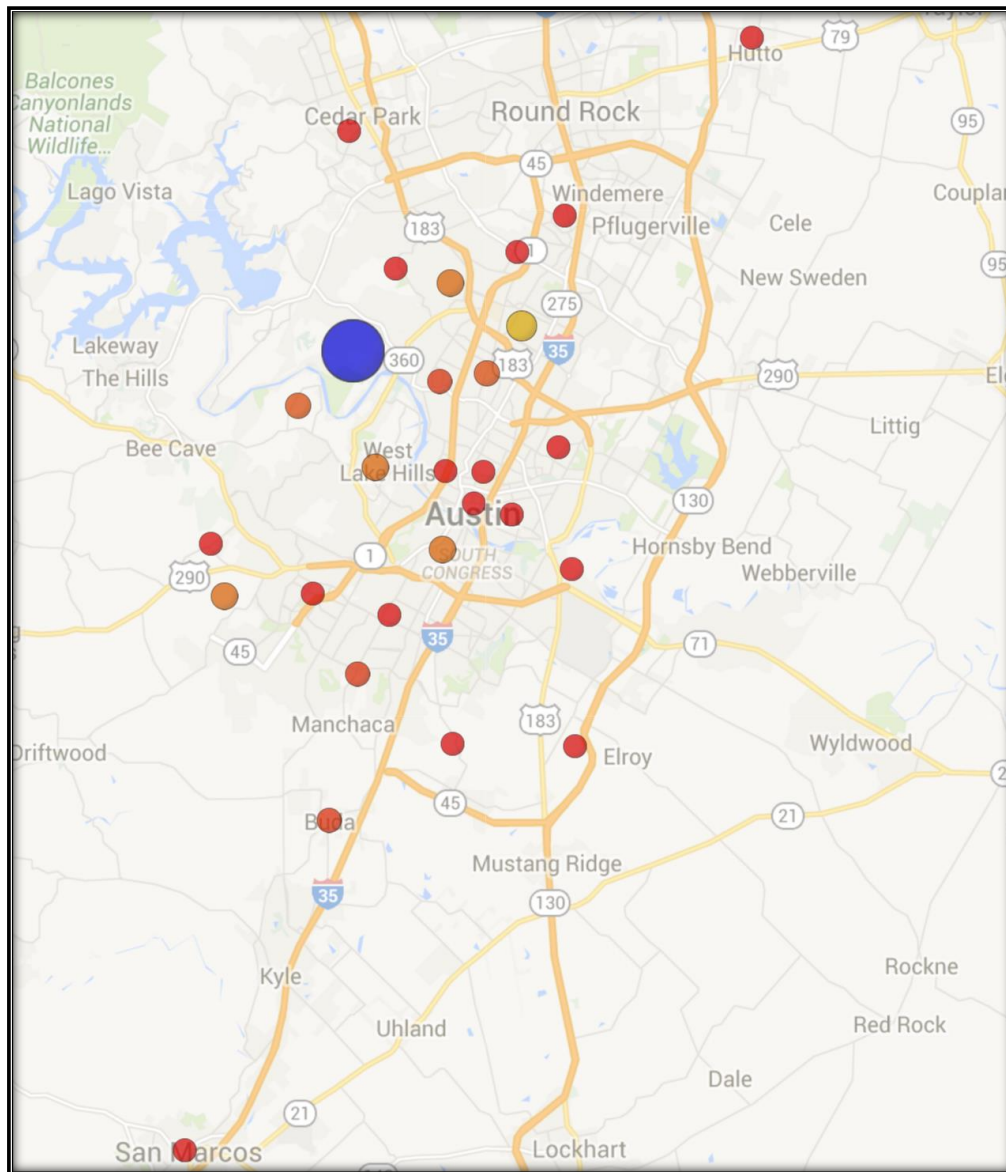 Hutto
79
Balcones
Canyonlands
National
Wildlife...
Cedar Park
Round Rock
95
45
Lago Vista
Windemere
Coupla
183
Pflugerville
Cele
1
95
New Sweden
275
Lakeway
360
183
35
The Hills
290
Littig
Bee Cave
West
Lake Hills
130
Austin
Hornsby Bend
1
SOUTH
CONGRESS
290
Webberville
35
45
71
183
Manchaca
Driftwood
Wyldwood
Elroy
45
21
Buda
Mustang Ridge
35
130
Kyle
Rockne
Red Rock
Uhland
Dale
21
San Marcos
Lockhart